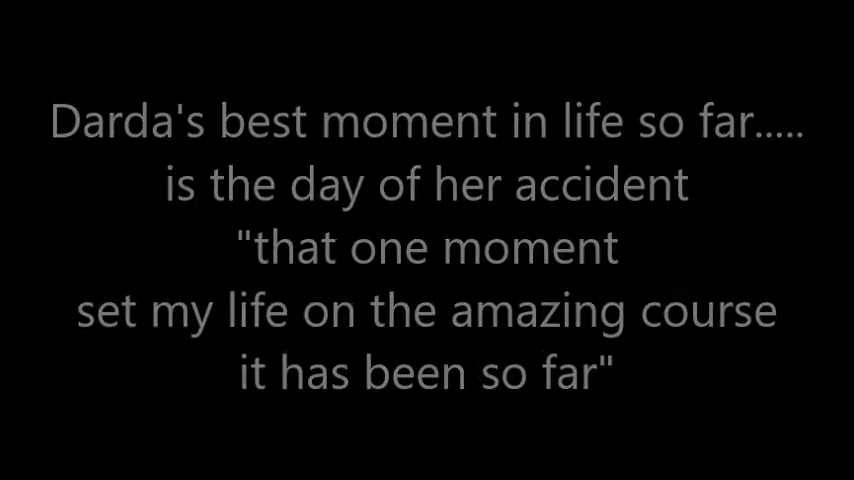 Darda's best moment in life so far.....
is the day of her accident
"that one moment
set my life on the amazing course
it has been so far"